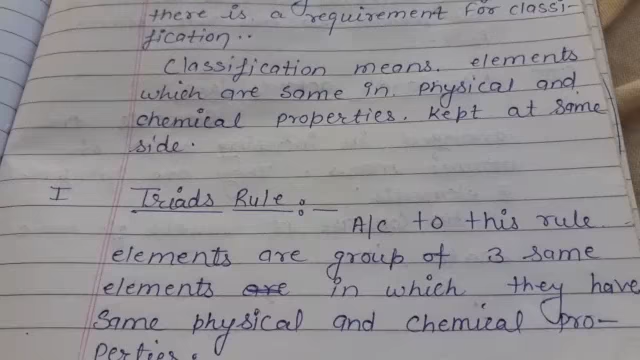 there is a requirement for classi-
fication..
Classification means. elements
which are same in physical and
chemical properties. kept at same
side.
I Triads Rule:-
A/c to this rule
elements are group of 3 same
elements are in which they have
same physical and chemical pro-
perties.